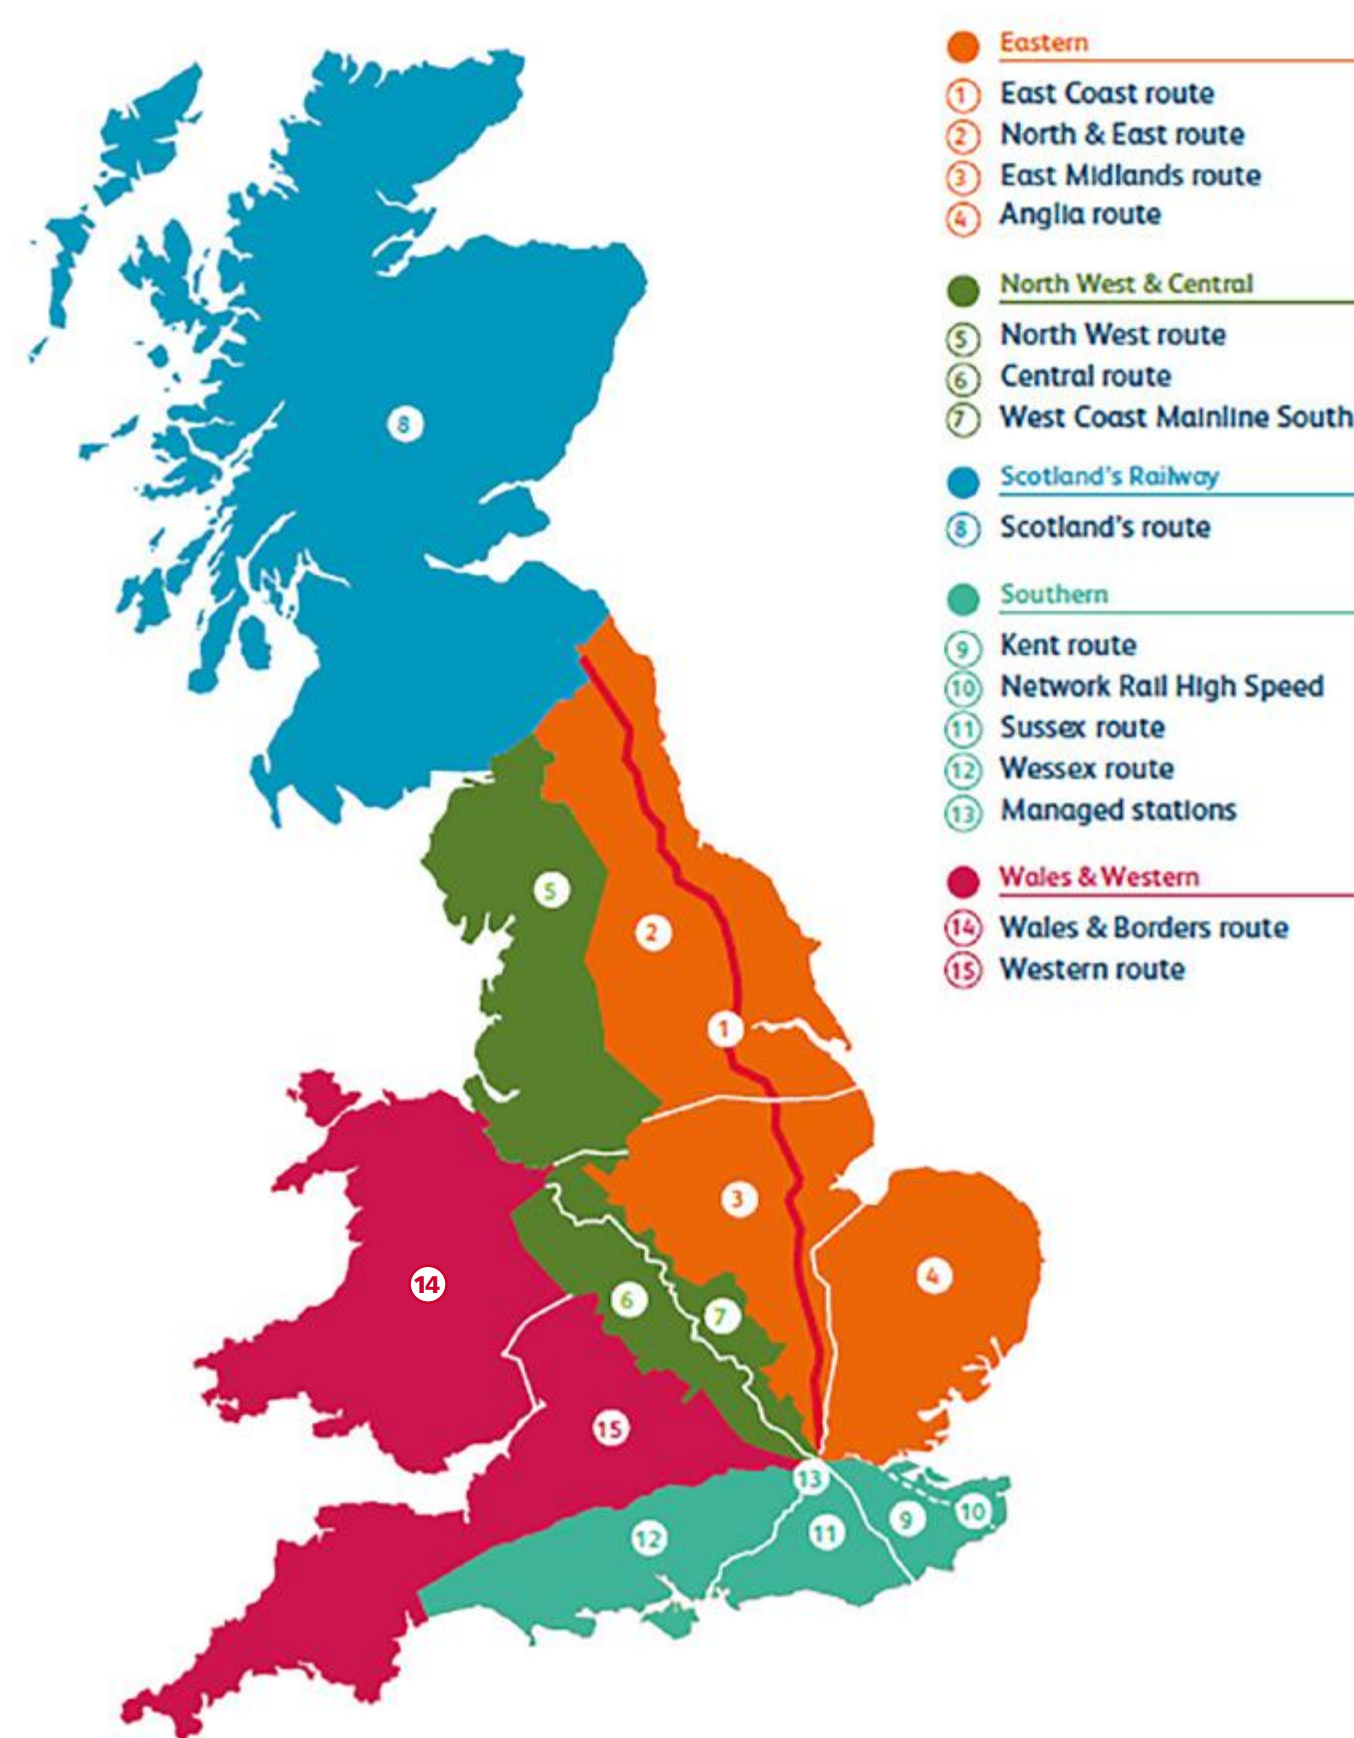 Eastern
1 East Coast route
2 North & East route
3 East Midlands route
4 Anglia route
North West & Central
5 North West route
6 Central route
7 West Coast Mainline South
Scotland's Railway
8 Scotland's route
Southern
9 Kent route
10 Network Rail High Speed
11 Sussex route
12 Wessex route
13 Managed stations
Wales & Western
14 Wales & Borders route
15 Western route
8
5
2
1
3
4
14
6
7
15
13
10
9
11
12